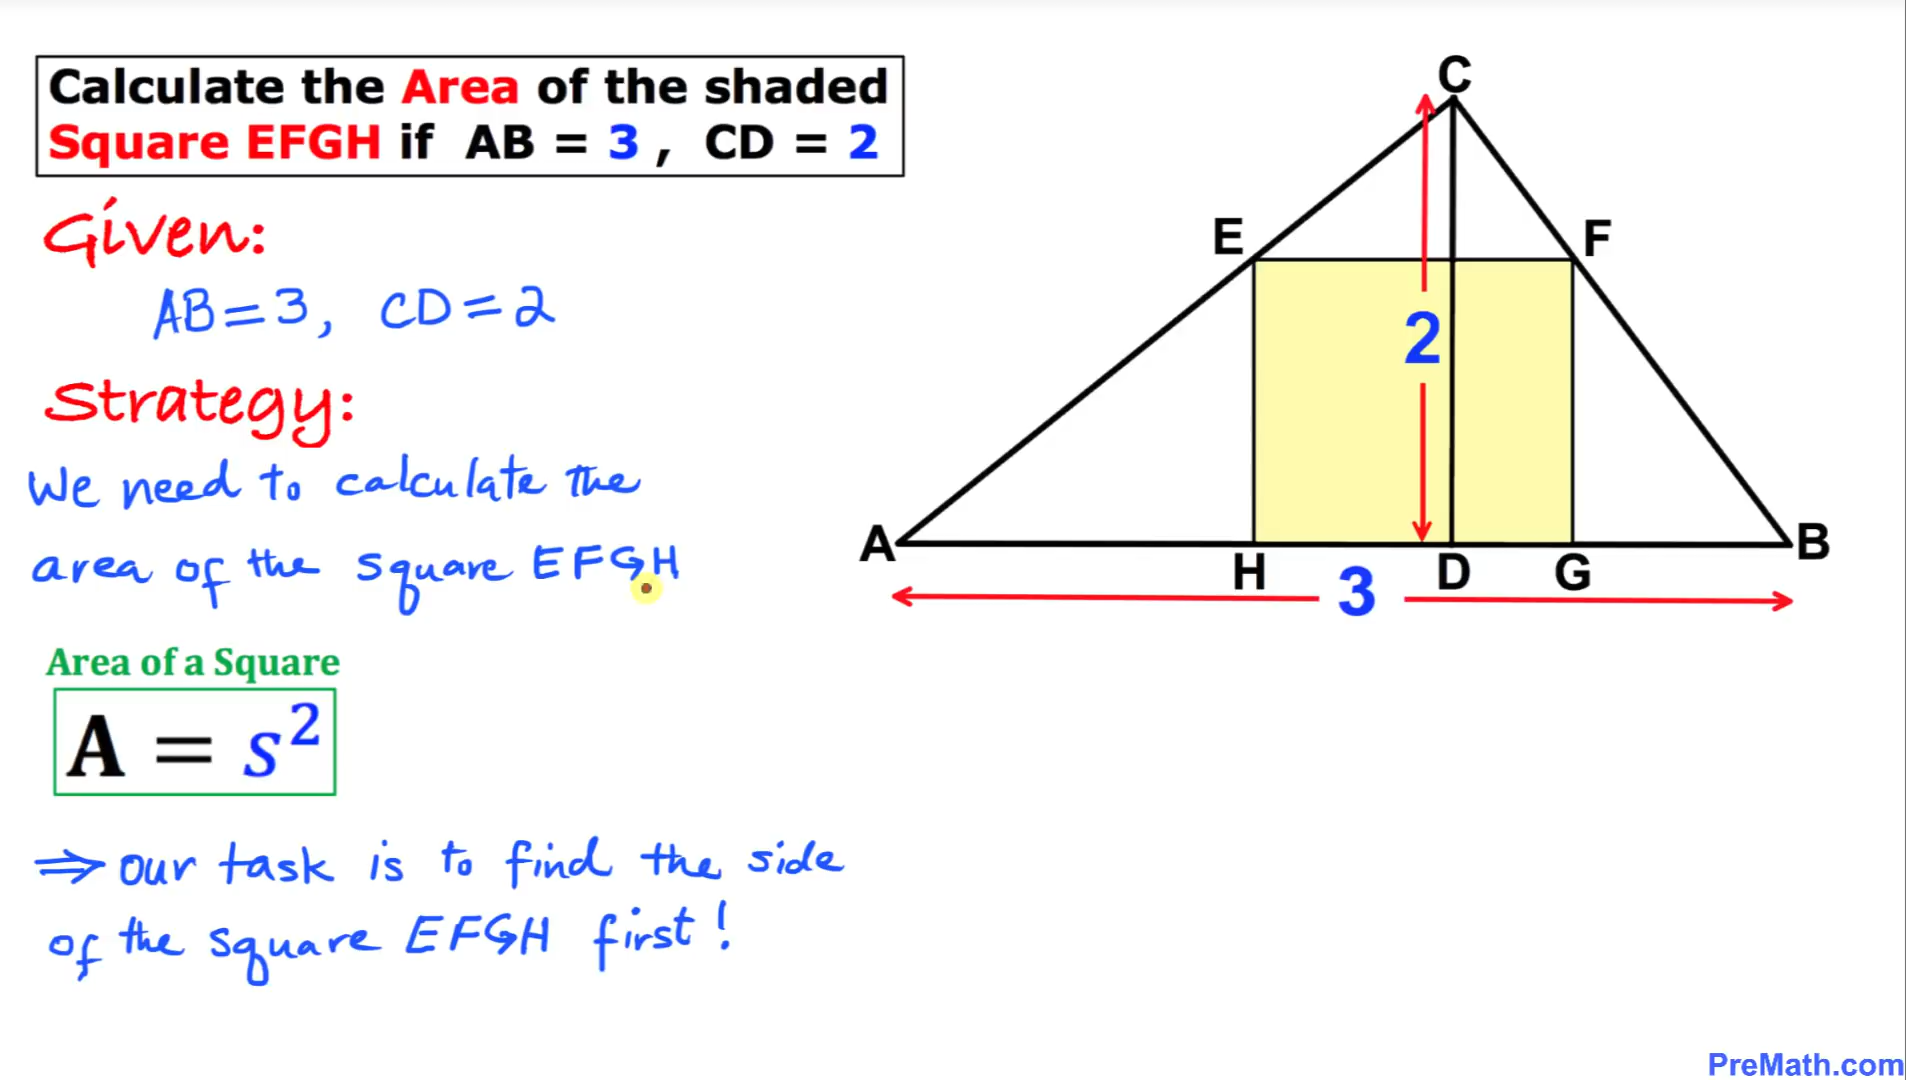 Calculate the Area of the shaded
Square EFGH if AB = 3 , CD = 2
Given:
AB = 3, CD = 2
Strategy:
We need to calculate the
area of the square EFGH
Area of a Square
A = s²
⇒ our task is to find the side
of the square EFGH first!
C
E
F
2
A
B
H
D
G
3
PreMath.com